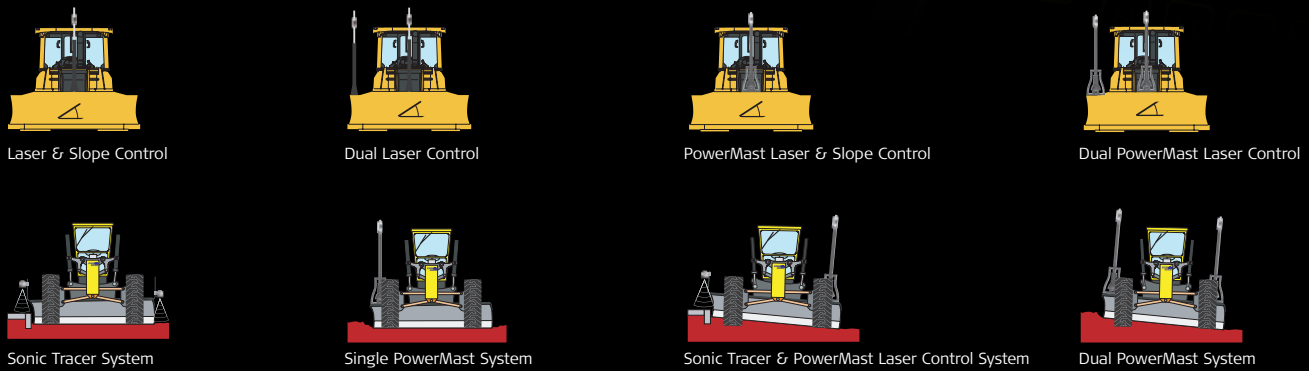 Laser & Slope Control
Dual Laser Control
PowerMast Laser & Slope Control
Dual PowerMast Laser Control
Sonic Tracer System
Single PowerMast System
Sonic Tracer & PowerMast Laser Control System
Dual PowerMast System